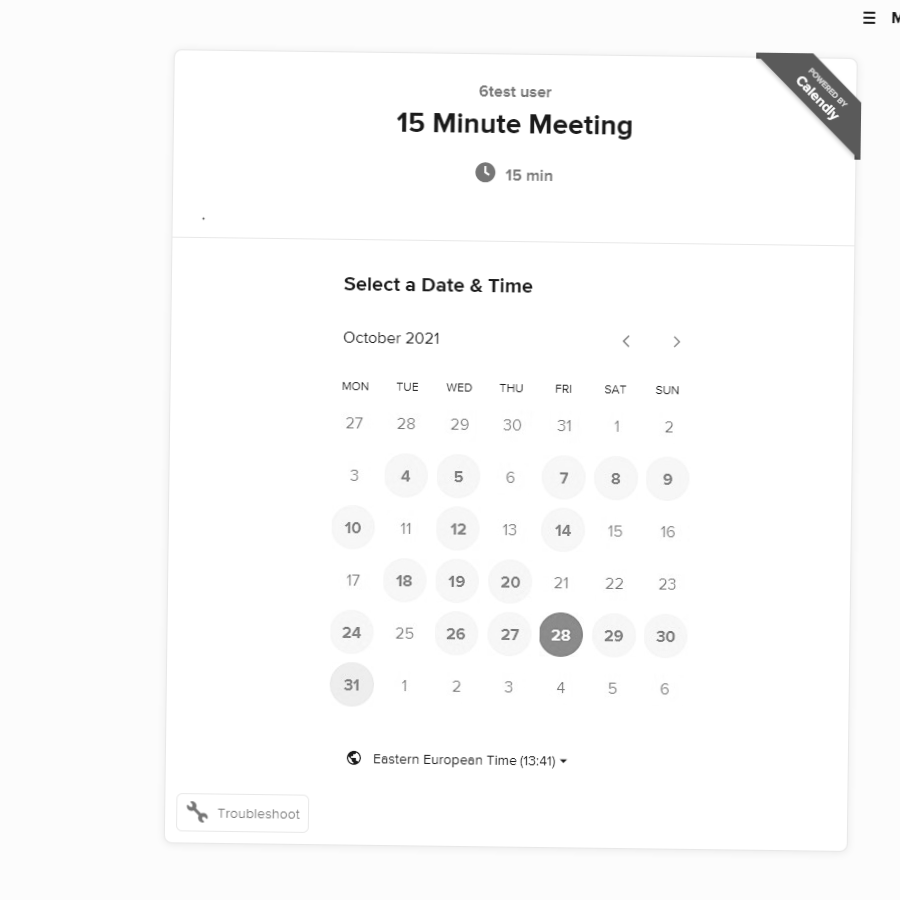 M
6test user
POWERED BY
Calendly
15 Minute Meeting
15 min
.
Select a Date & Time
October 2021
MON TUE WED THU FRI SAT SUN
27 28 29 30 31 1 2
3 4 5 6 7 8 9
10 11 12 13 14 15 16
17 18 19 20 21 22 23
24 25 26 27 28 29 30
31 1 2 3 4 5 6
Eastern European Time (13:41)
Troubleshoot